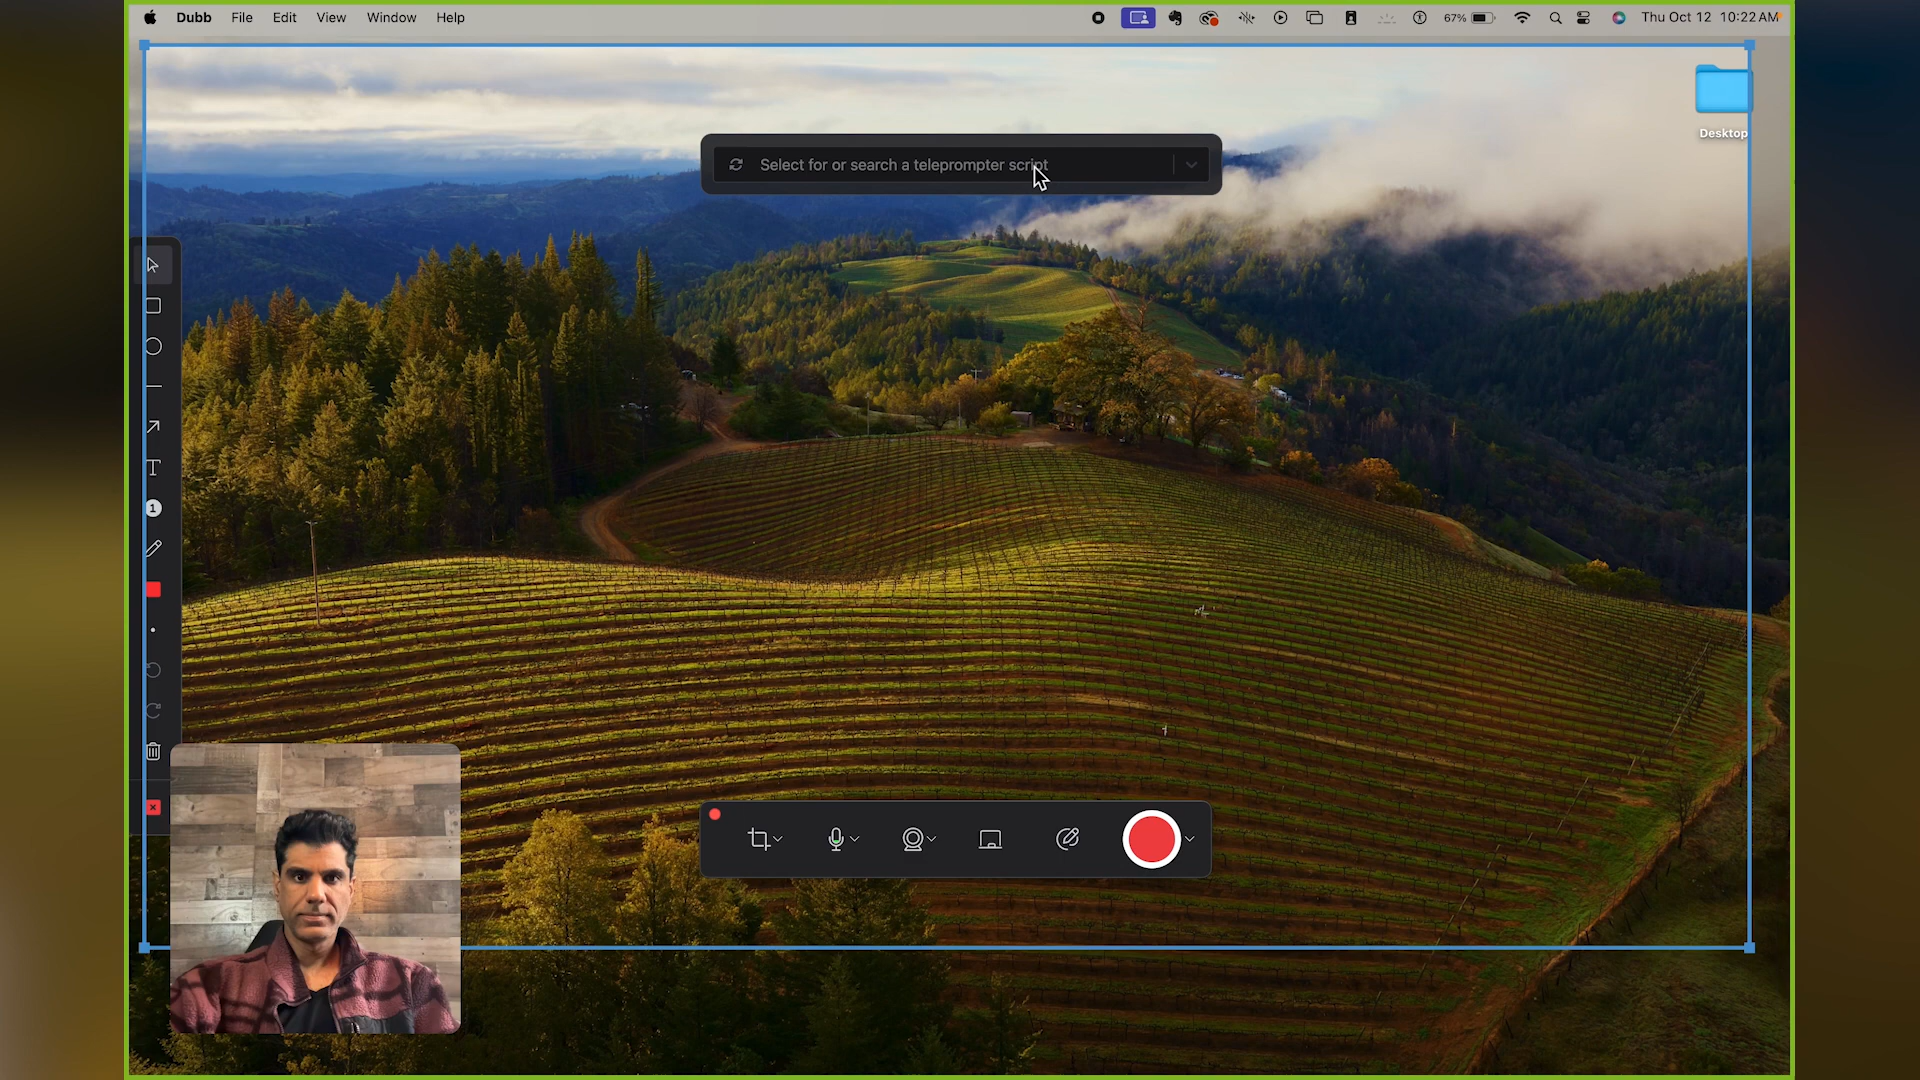 Dubb File Edit View Window Help 67% Thu Oct 12 10:22 AM
Desktop
Select for or search a teleprompter script
T
1